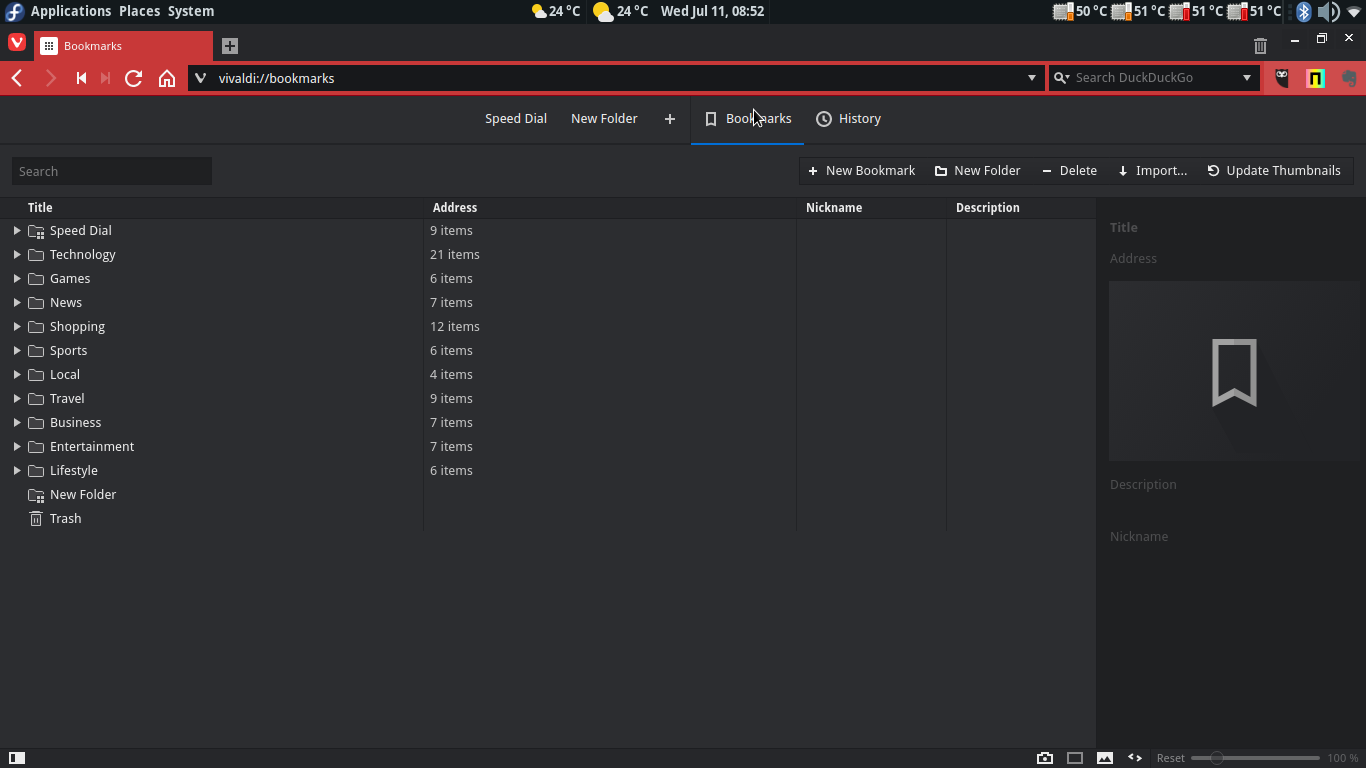 Applications Places System 24 °C 24 °C Wed Jul 11, 08:52 50 °C 51 °C 51 °C 51 °C
Bookmarks
vivaldi://bookmarks Search DuckDuckGo
Speed Dial New Folder Bookmarks History
Search New Bookmark New Folder Delete Import... Update Thumbnails
Title Address Nickname Description
Speed Dial 9 items
Technology 21 items
Games 6 items
News 7 items
Shopping 12 items
Sports 6 items
Local 4 items
Travel 9 items
Business 7 items
Entertainment 7 items
Lifestyle 6 items
New Folder
Trash
Title
Address
Description
Nickname
Reset 100 %